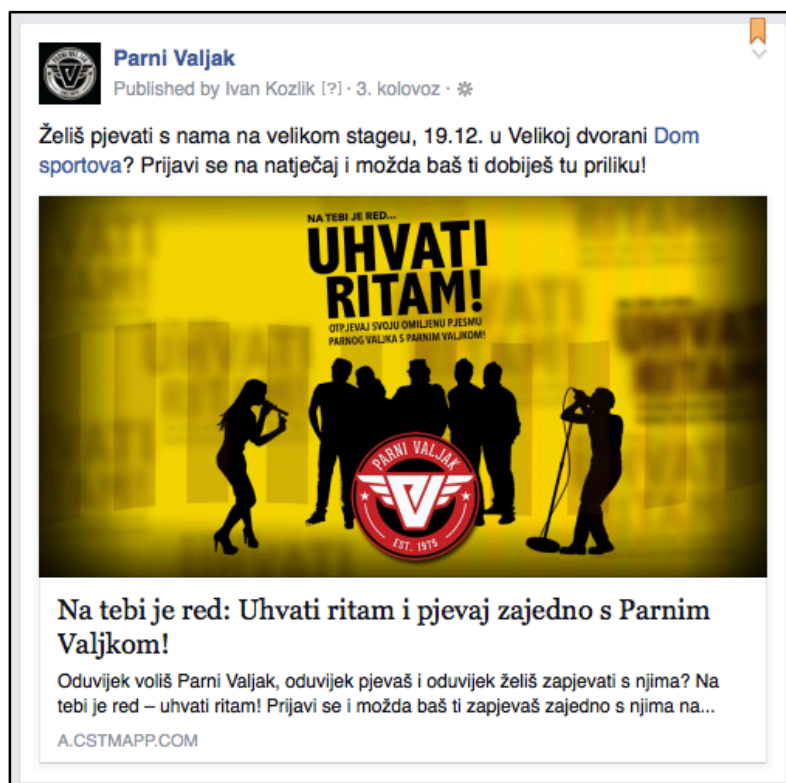 Parni Valjak
Published by Ivan Kozlik [?] · 3. kolovoz ·
Želiš pjevati s nama na velikom stageu, 19.12. u Velikoj dvorani Dom
sportova? Prijavi se na natječaj i možda baš ti dobiješ tu priliku!
NA TEBI JE RED...
UHVATI
RITAM!
OTPJEVAJ SVOJU OMILJENU PJESMU
PARNOG VALJKA S PARNIM VALJKOM!
PARNI VALJAK
EST. 1975
Na tebi je red: Uhvati ritam i pjevaj zajedno s Parnim
Valjkom!
Oduvijek voliš Parni Valjak, oduvijek pjevaš i oduvijek želiš zapjevati s njima? Na
tebi je red – uhvati ritam! Prijavi se i možda baš ti zapjevaš zajedno s njima na...
A.CSTMAPP.COM